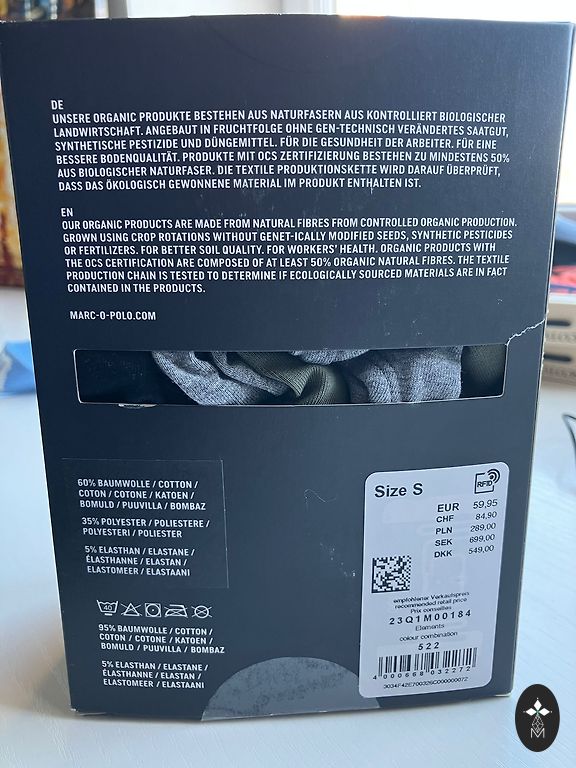 DE
UNSERE ORGANIC PRODUKTE BESTEHEN AUS NATURFASERN AUS KONTROLLIERT BIOLOGISCHER
LANDWIRTSCHAFT. ANGEBAUT IN FRUCHTFOLGE OHNE GEN-TECHNISCH VERÄNDERTES SAATGUT,
SYNTHETISCHE PESTIZIDE UND DÜNGEMITTEL. FÜR DIE GESUNDHEIT DER ARBEITER. FÜR EINE
BESSERE BODENQUALITÄT. PRODUKTE MIT OCS ZERTIFIZIERUNG BESTEHEN ZU MINDESTENS 50%
AUS BIOLOGISCHER NATURFASER. DIE TEXTILE PRODUKTIONSKETTE WIRD DARAUF ÜBERPRÜFT,
DASS DAS ÖKOLOGISCH GEWONNENE MATERIAL IM PRODUKT ENTHALTEN IST.
EN
OUR ORGANIC PRODUCTS ARE MADE FROM NATURAL FIBRES FROM CONTROLLED ORGANIC PRODUCTION.
GROWN USING CROP ROTATIONS WITHOUT GENET-ICALLY MODIFIED SEEDS, SYNTHETIC PESTICIDES
OR FERTILIZERS. FOR BETTER SOIL QUALITY. FOR WORKERS' HEALTH. ORGANIC PRODUCTS WITH
THE OCS CERTIFICATION ARE COMPOSED OF AT LEAST 50% ORGANIC NATURAL FIBRES. THE TEXTILE
PRODUCTION CHAIN IS TESTED TO DETERMINE IF ECOLOGICALLY SOURCED MATERIALS ARE IN FACT
CONTAINED IN THE PRODUCTS.
MARC-O-POLO.COM
60% BAUMWOLLE / COTTON /
COTON / COTONE / KATOEN /
BOMULD / PUUVILLA / BOMBAZ
35% POLYESTER / POLIESTERE /
POLYESTERI / POLIESTER
5% ELASTHAN / ELASTANE /
ÉLASTHANNE / ELASTAN /
ELASTOMEER / ELASTAANI
40
95% BAUMWOLLE / COTTON /
COTON / COTONE / KATOEN /
BOMULD / PUUVILLA / BOMBAZ
5% ELASTHAN / ELASTANE /
ÉLASTHANNE / ELASTAN /
ELASTOMEER / ELASTAANI
Size S
RFID
EUR 59,95
CHF 84,90
PLN 289,00
SEK 699,00
DKK 549,00
empfohlener Verkaufspreis
recommended retail price
Prix conseilles
23Q1M00184
Elements
colour combination
522
4 000668 032272
3034F42E700326C000000072
M